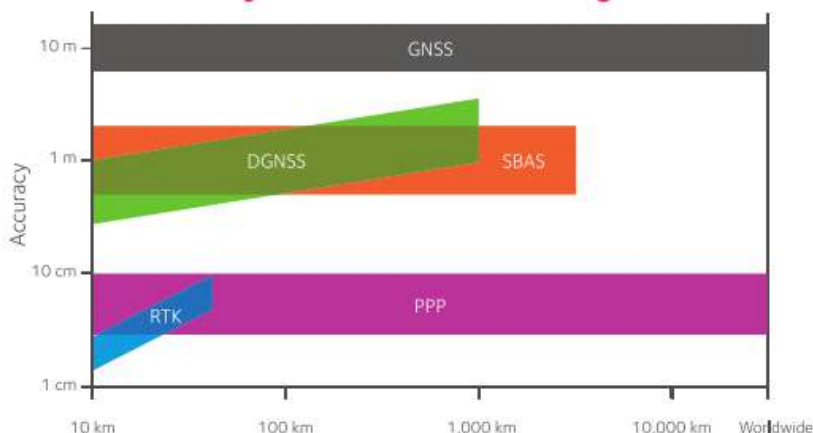 10 m
GNSS
1 m
DGNSS
SBAS
Accuracy
10 cm
RTK
PPP
1 cm
10 km 100 km 1,000 km 10,000 km Worldwide